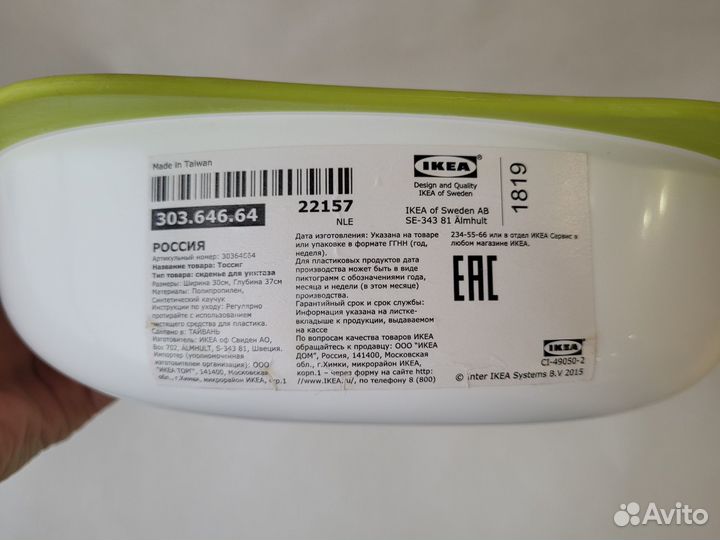 Made in Taiwan
303.646.64
22157
NLE
IKEA®
Design and Quality
IKEA of Sweden
IKEA of Sweden AB
SE-343 81 Älmhult
1819
РОССИЯ
Артикульный номер: 30364664
Название товара: Тоссиг
Тип товара: сиденье для унитаза
Размеры: Ширина 30см, Глубина 37см
Материалы: Полипропилен,
Синтетический каучук
Инструкции по уходу: Регулярно
протирайте с использованием
чистящего средства для пластика.
Сделано в: ТАЙВАНЬ
Изготовитель: ИКЕА оф Свиден АО,
Box 702, ALMHULT, S-343 81, Швеция.
Импортер (уполномоченная
изготовителем организация): ООО
"ИКЕА ТОРГ", 141400, Московская
обл., г.Химки, микрорайон ИКЕА, корп.1
Дата изготовления: Указана на товаре
или упаковке в формате ГГНН (год,
неделя).
Для пластиковых продуктов дата
производства может быть в виде
пиктограмм с обозначениями года,
месяца и недели (в этом месяце)
производства.
Гарантийный срок и срок службы:
Информация указана на листке-
вкладыше к продукции, выдаваемом
на кассе
По вопросам качества товаров ИКЕА
обращайтесь к продавцу: ООО "ИКЕА
ДОМ", Россия, 141400, Московская
обл., г.Химки, микрорайон ИКЕА,
корп.1 – через форму на сайте http:/
/www.IKEA.ru/, по телефону 8 (800)
234-55-66 или в отдел ИКЕА Сервис в
любом магазине ИКЕА.
EAC
IKEA
CI-49050-2
© Inter IKEA Systems B.V 2015
Avito